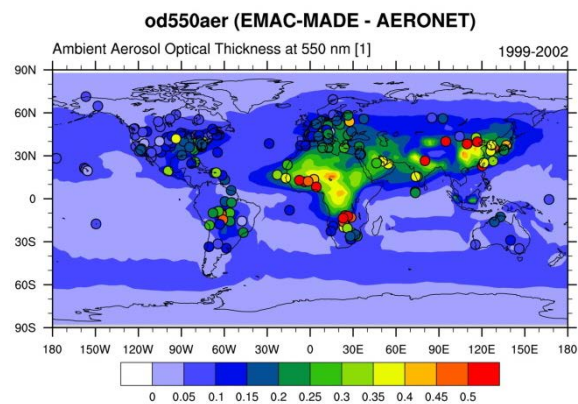 od550aer (EMAC-MADE - AERONET)
Ambient Aerosol Optical Thickness at 550 nm [1] 1999-2002
90N
60N
30N
0
30S
60S
90S
180 150W 120W 90W 60W 30W 0 30E 60E 90E 120E 150E 180
0 0.05 0.1 0.15 0.2 0.25 0.3 0.35 0.4 0.45 0.5